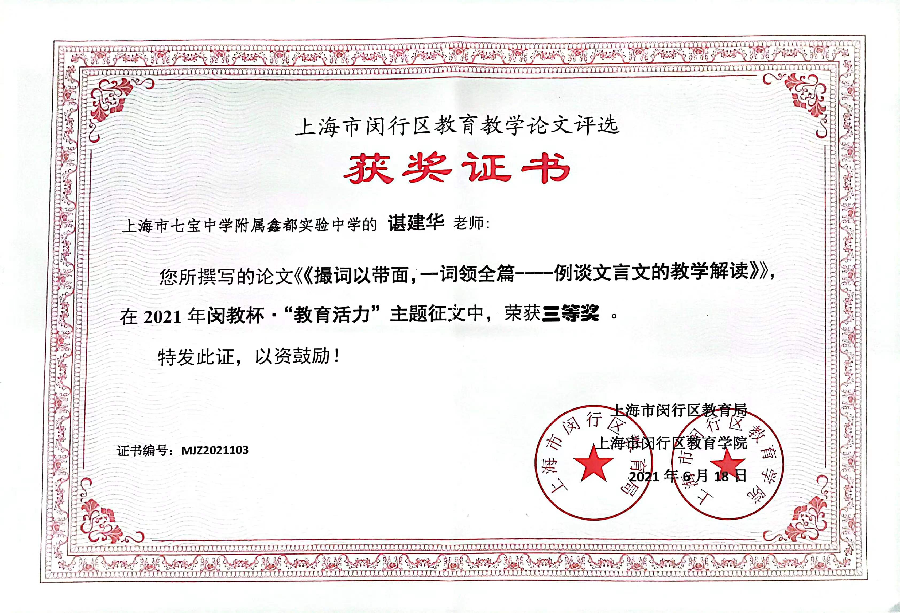 上海市闵行区教育教学论文评选
获奖证书
上海市七宝中学附属鑫都实验中学的 谌建华 老师：
您所撰写的论文《《撮词以带面，一词领全篇----例谈文言文的教学解读》》，
在 2021 年闵教杯·“教育活力”主题征文中，荣获三等奖 。
特发此证，以资鼓励！
上海市闵行区教育局
上海市闵行区教育学院
证书编号：MJZ2021103
2021 年 6 月 18 日
上海市闵行区教育局
上海市闵行区教育学院